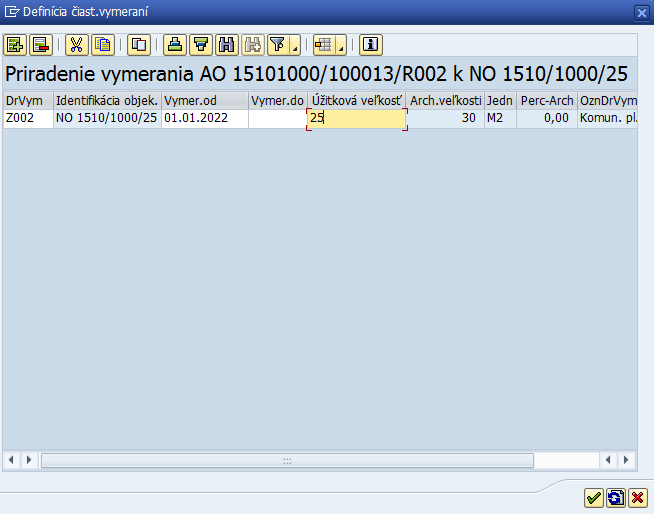 Definícia čiast.vymeraní
Priradenie vymerania AO 15101000/100013/R002 k NO 1510/1000/25
DrVym Identifikácia objek. Vymer.od Vymer.do Úžitková veľkosť Arch.veľkosti Jedn Perc-Arch OznDrVym
Z002 NO 1510/1000/25 01.01.2022 25 30 M2 0,00 Komun. pl.